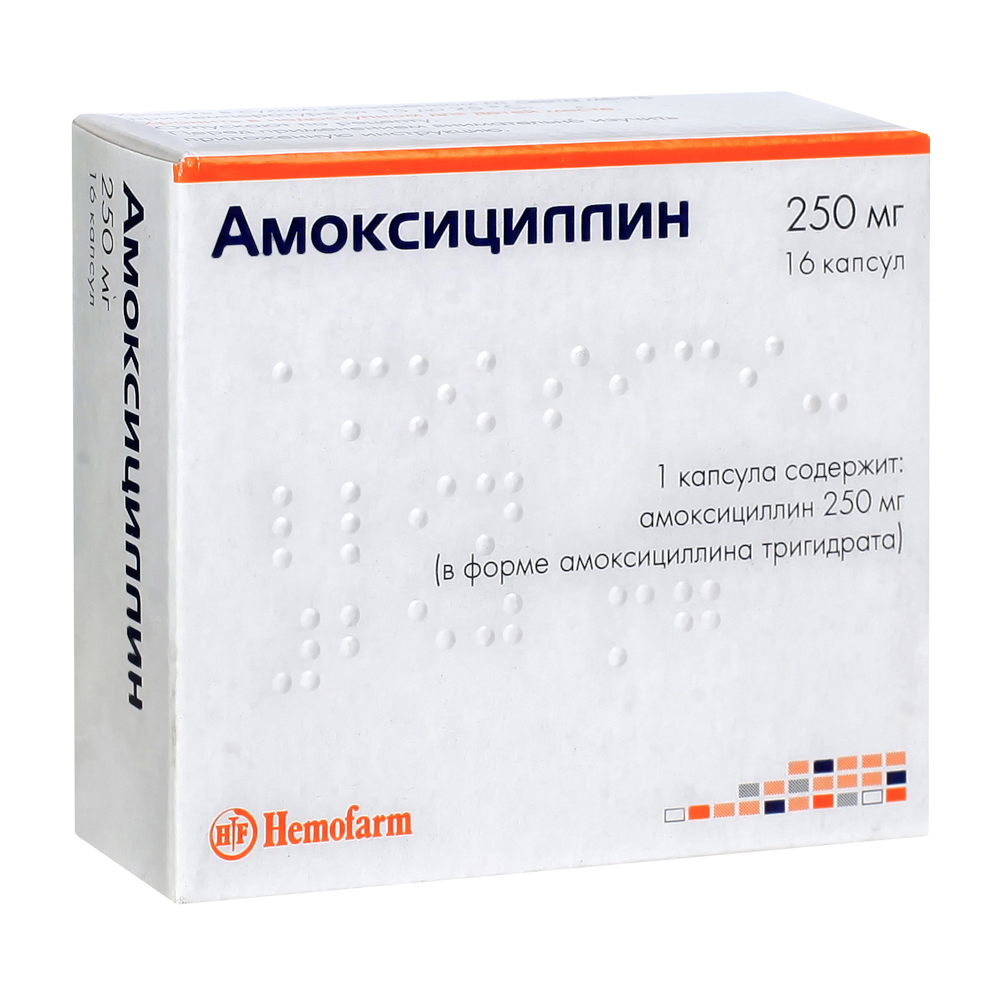 Амоксициллин
250 мг
16 капсул
1 капсула содержит:
амоксициллин 250 мг
(в форме амоксициллина тригидрата)
HTF Hemofarm
Амоксициллин
250 мг
16 капсул